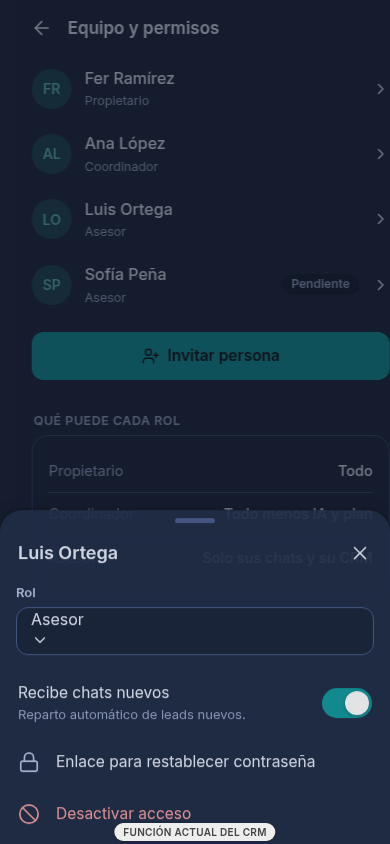 Equipo y permisos
FR
Fer Ramírez
Propietario
AL
Ana López
Coordinador
LO
Luis Ortega
Asesor
SP
Sofía Peña
Asesor
Pendiente
Invitar persona
QUÉ PUEDE CADA ROL
Propietario Todo
Coordinador Todo menos IA y plan
Solo sus chats y su CRM
Luis Ortega
Rol
Asesor
Recibe chats nuevos
Reparto automático de leads nuevos.
Enlace para restablecer contraseña
Desactivar acceso
FUNCIÓN ACTUAL DEL CRM